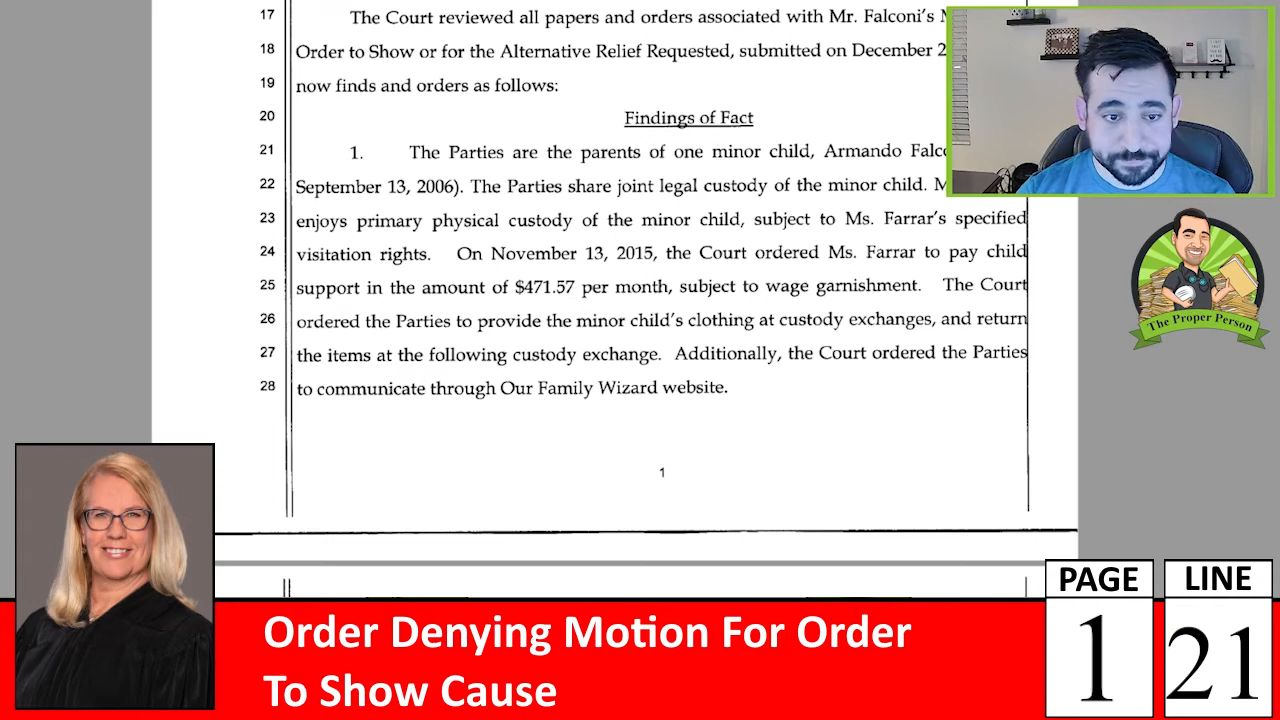 17 The Court reviewed all papers and orders associated with Mr. Falconi's
18 Order to Show or for the Alternative Relief Requested, submitted on December
19 now finds and orders as follows:
20 Findings of Fact
21 1. The Parties are the parents of one minor child, Armando
22 September 13, 2006). The Parties share joint legal custody of the minor child.
23 enjoys primary physical custody of the minor child, subject to Ms. Farrar's specified
24 visitation rights. On November 13, 2015, the Court ordered Ms. Farrar to pay child
25 support in the amount of $471.57 per month, subject to wage garnishment. The Court
26 ordered the Parties to provide the minor child's clothing at custody exchanges, and return
27 the items at the following custody exchange. Additionally, the Court ordered the Parties
28 to communicate through Our Family Wizard website.
1
The Proper Person
Order Denying Motion For Order
To Show Cause
PAGE
1
LINE
21